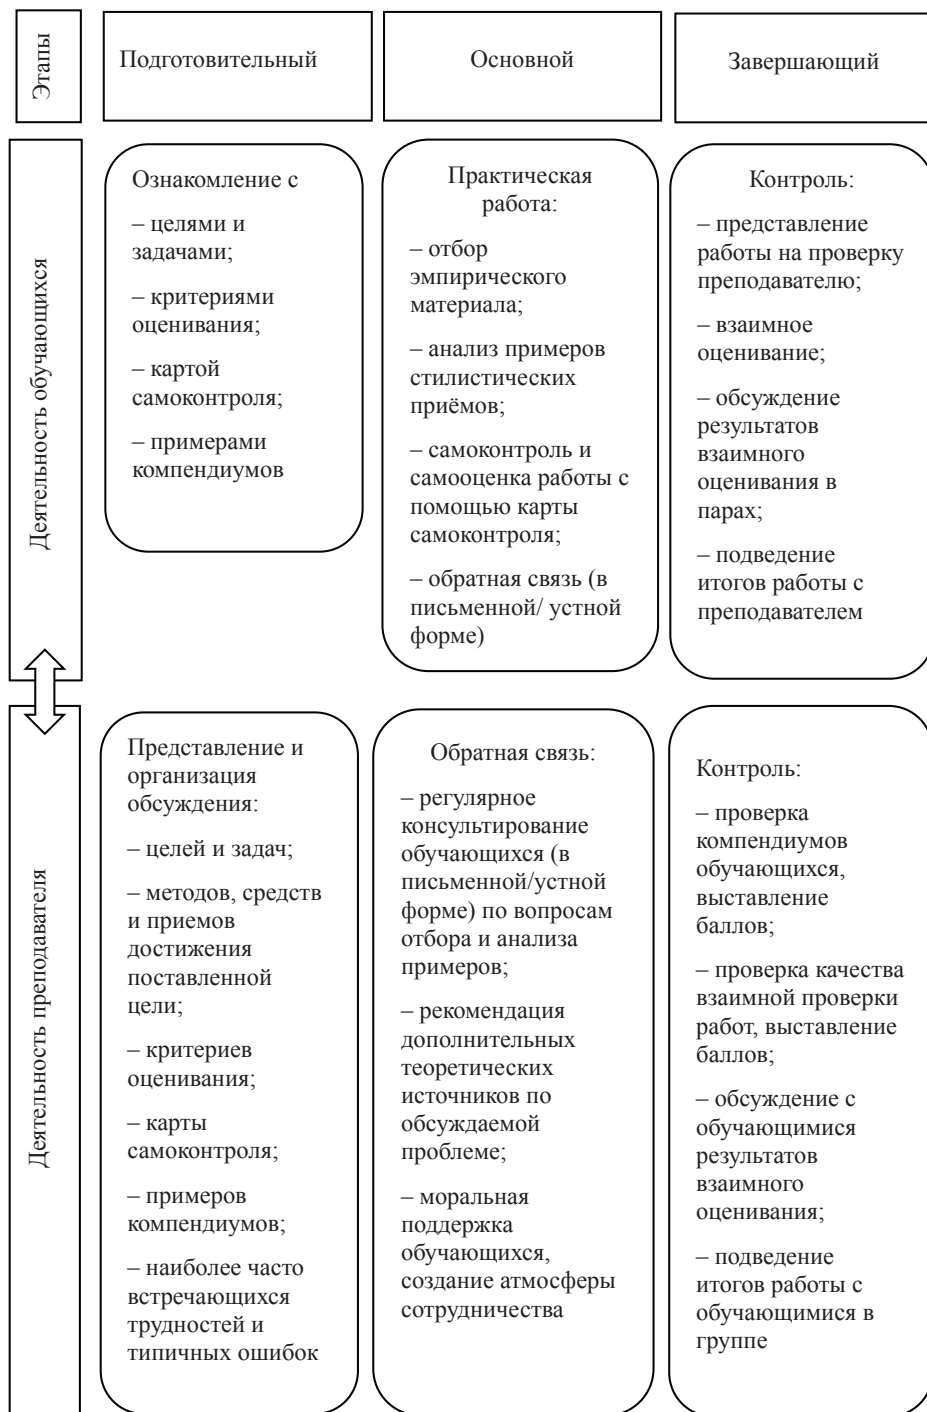 Этапы
Подготовительный
Основной
Завершающий
Деятельность обучающихся
Ознакомление с
– целями и
задачами;
– критериями
оценивания;
– картой
самоконтроля;
– примерами
компендиумов
Практическая
работа:
– отбор
эмпирического
материала;
– анализ примеров
стилистических
приёмов;
– самоконтроль и
самооценка работы с
помощью карты
самоконтроля;
– обратная связь (в
письменной/ устной
форме)
Контроль:
– представление
работы на проверку
преподавателю;
– взаимное
оценивание;
– обсуждение
результатов
взаимного
оценивания в
парах;
– подведение
итогов работы с
преподавателем
Деятельность преподавателя
Представление и
организация
обсуждения:
– целей и задач;
– методов, средств
и приемов
достижения
поставленной
цели;
– критериев
оценивания;
– карты
самоконтроля;
– примеров
компендиумов;
– наиболее часто
встречающихся
трудностей и
типичных ошибок
Обратная связь:
– регулярное
консультирование
обучающихся (в
письменной/устной
форме) по вопросам
отбора и анализа
примеров;
– рекомендация
дополнительных
теоретических
источников по
обсуждаемой
проблеме;
– моральная
поддержка
обучающихся,
создание атмосферы
сотрудничества
Контроль:
– проверка
компендиумов
обучающихся,
выставление
баллов;
– проверка качества
взаимной проверки
работ, выставление
баллов;
– обсуждение с
обучающимися
результатов
взаимного
оценивания;
– подведение
итогов работы с
обучающимися в
группе